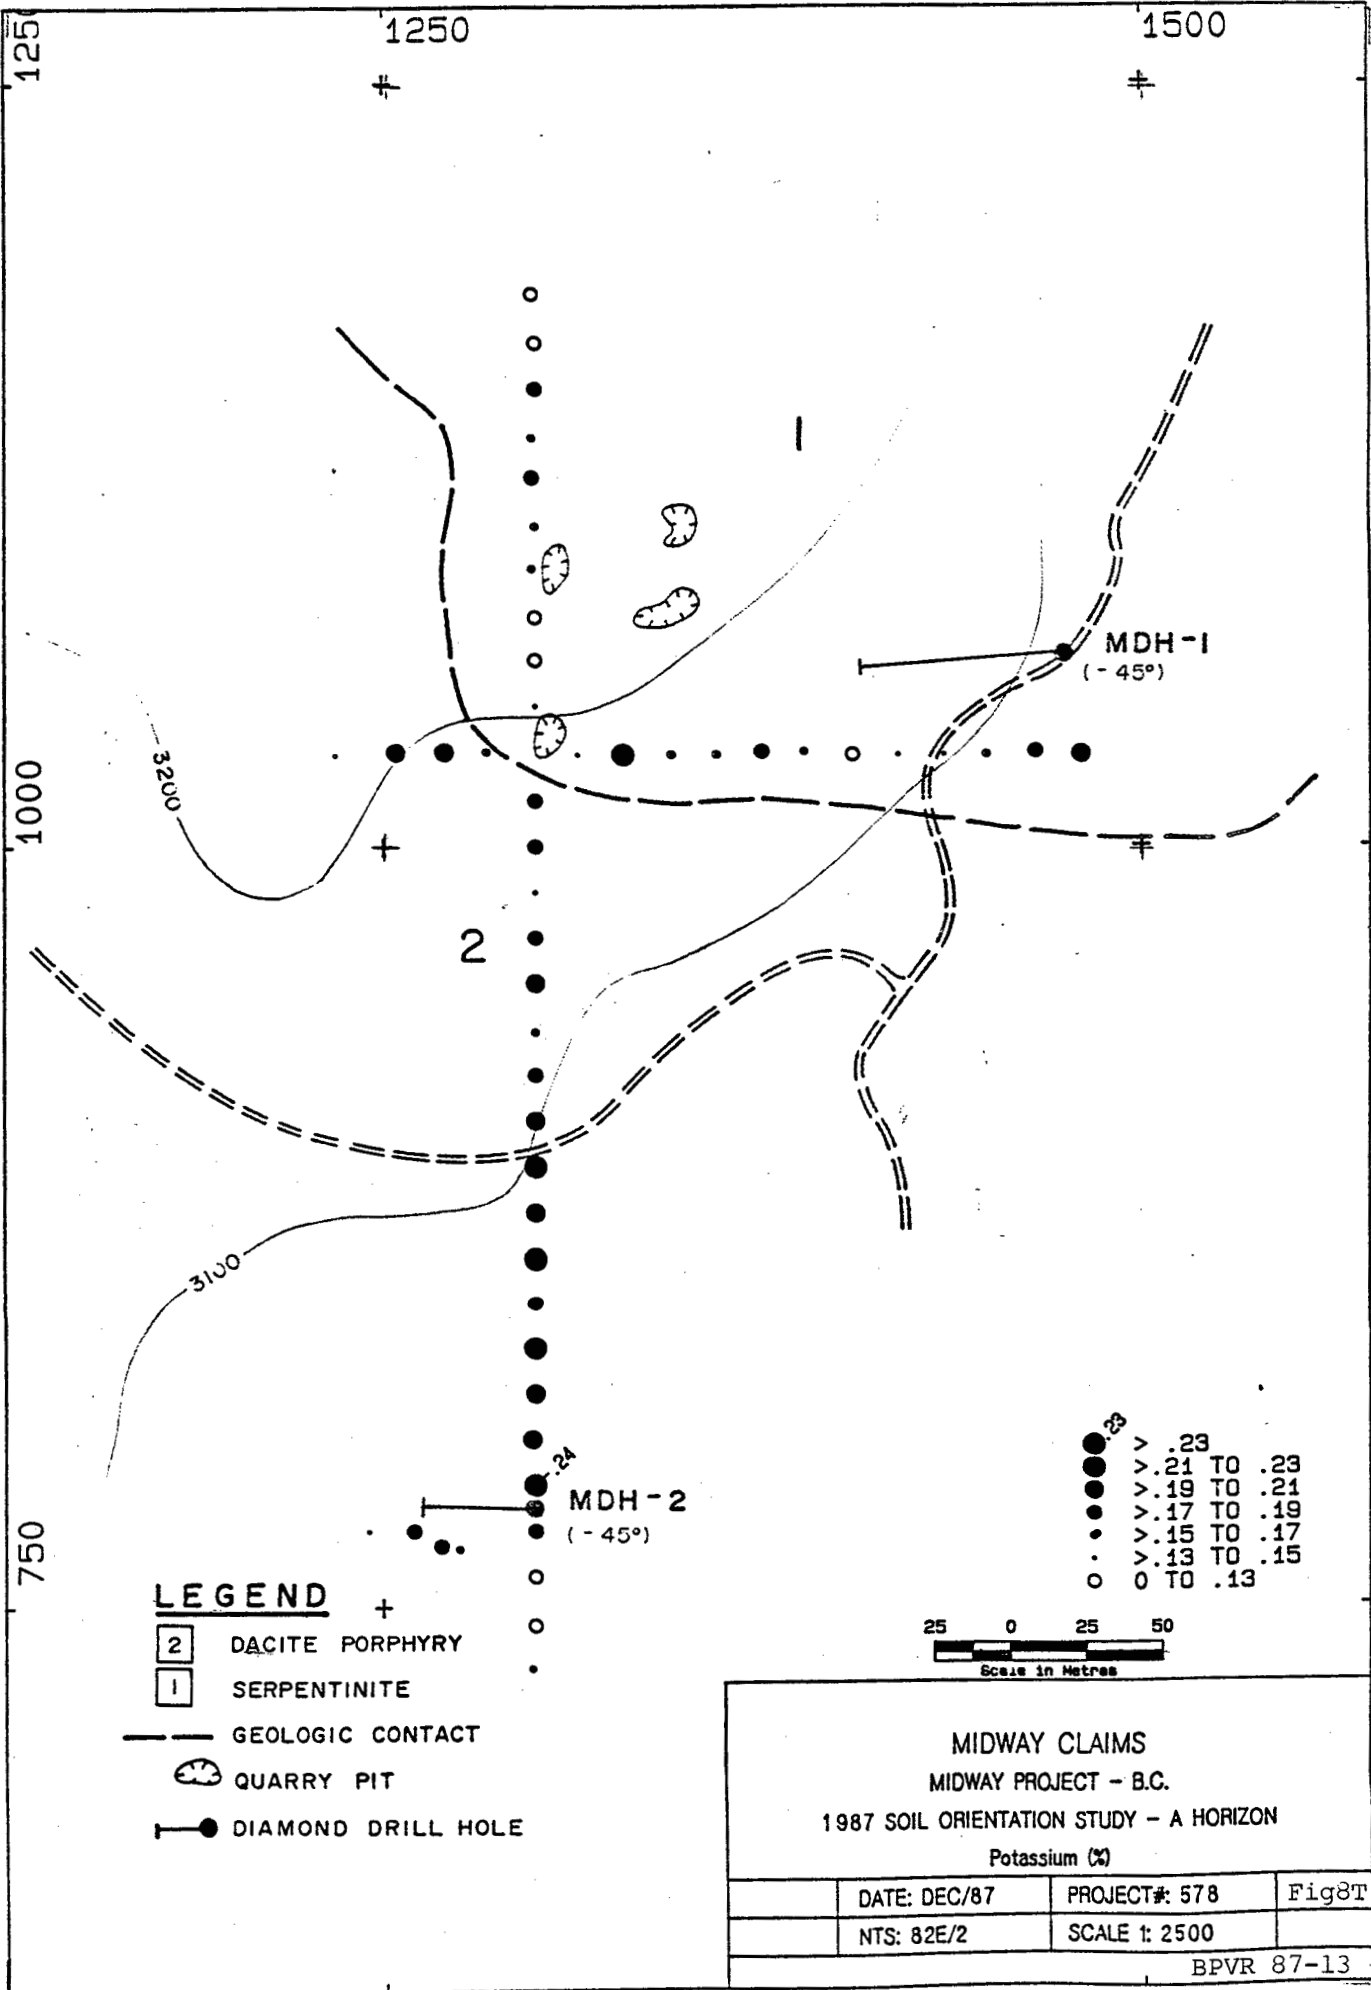 1250
1500
125
1
MDH-1
(-45°)
3200
1000
2
3100
.24
MDH-2
(-45°)
750
.23
> .23
>.21 TO .23
>.19 TO .21
>.17 TO .19
>.15 TO .17
>.13 TO .15
0 TO .13
25 0 25 50
Scale in Metres
LEGEND
2 DACITE PORPHYRY
1 SERPENTINITE
GEOLOGIC CONTACT
QUARRY PIT
DIAMOND DRILL HOLE
MIDWAY CLAIMS
MIDWAY PROJECT - B.C.
1987 SOIL ORIENTATION STUDY - A HORIZON
Potassium (%)
DATE: DEC/87 PROJECT#: 578 Fig8T
NTS: 82E/2 SCALE 1: 2500
BPVR 87-13